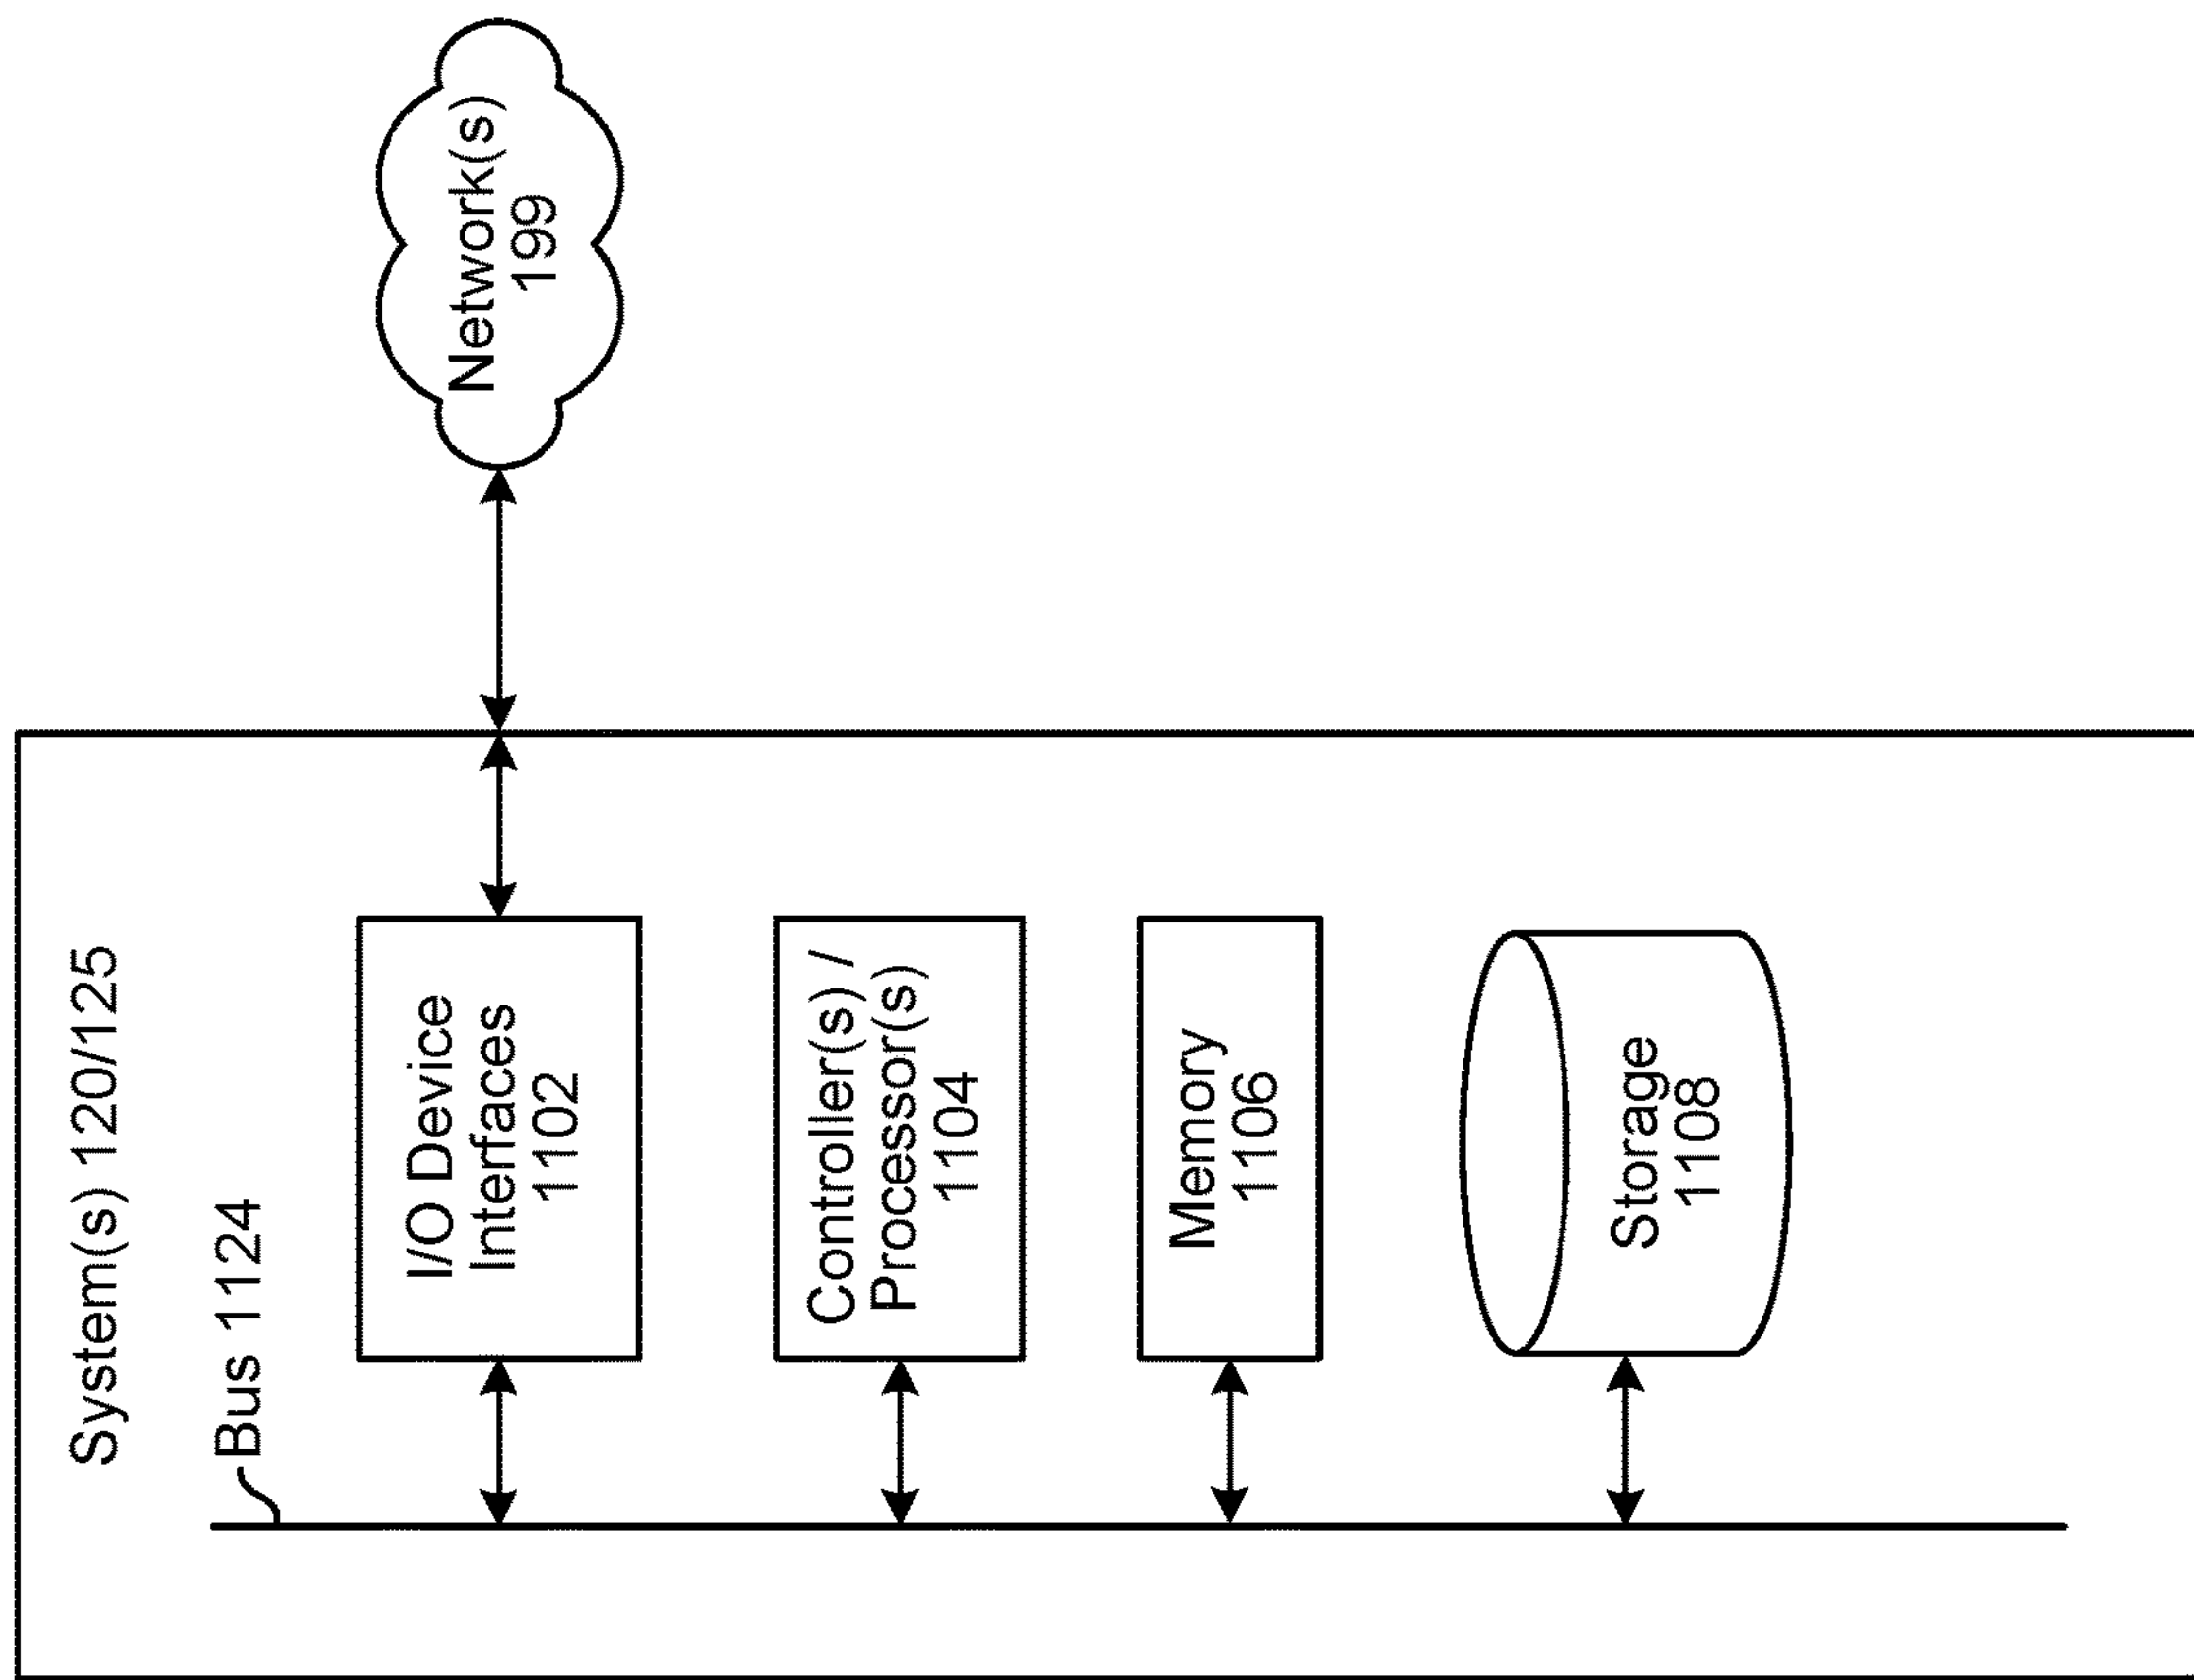 System(s) 120/125
Bus 1124
I/O Device
Interfaces
1102
Controller(s) /
Processor(s)
1104
Memory
1106
Storage
1108
Network(s)
199